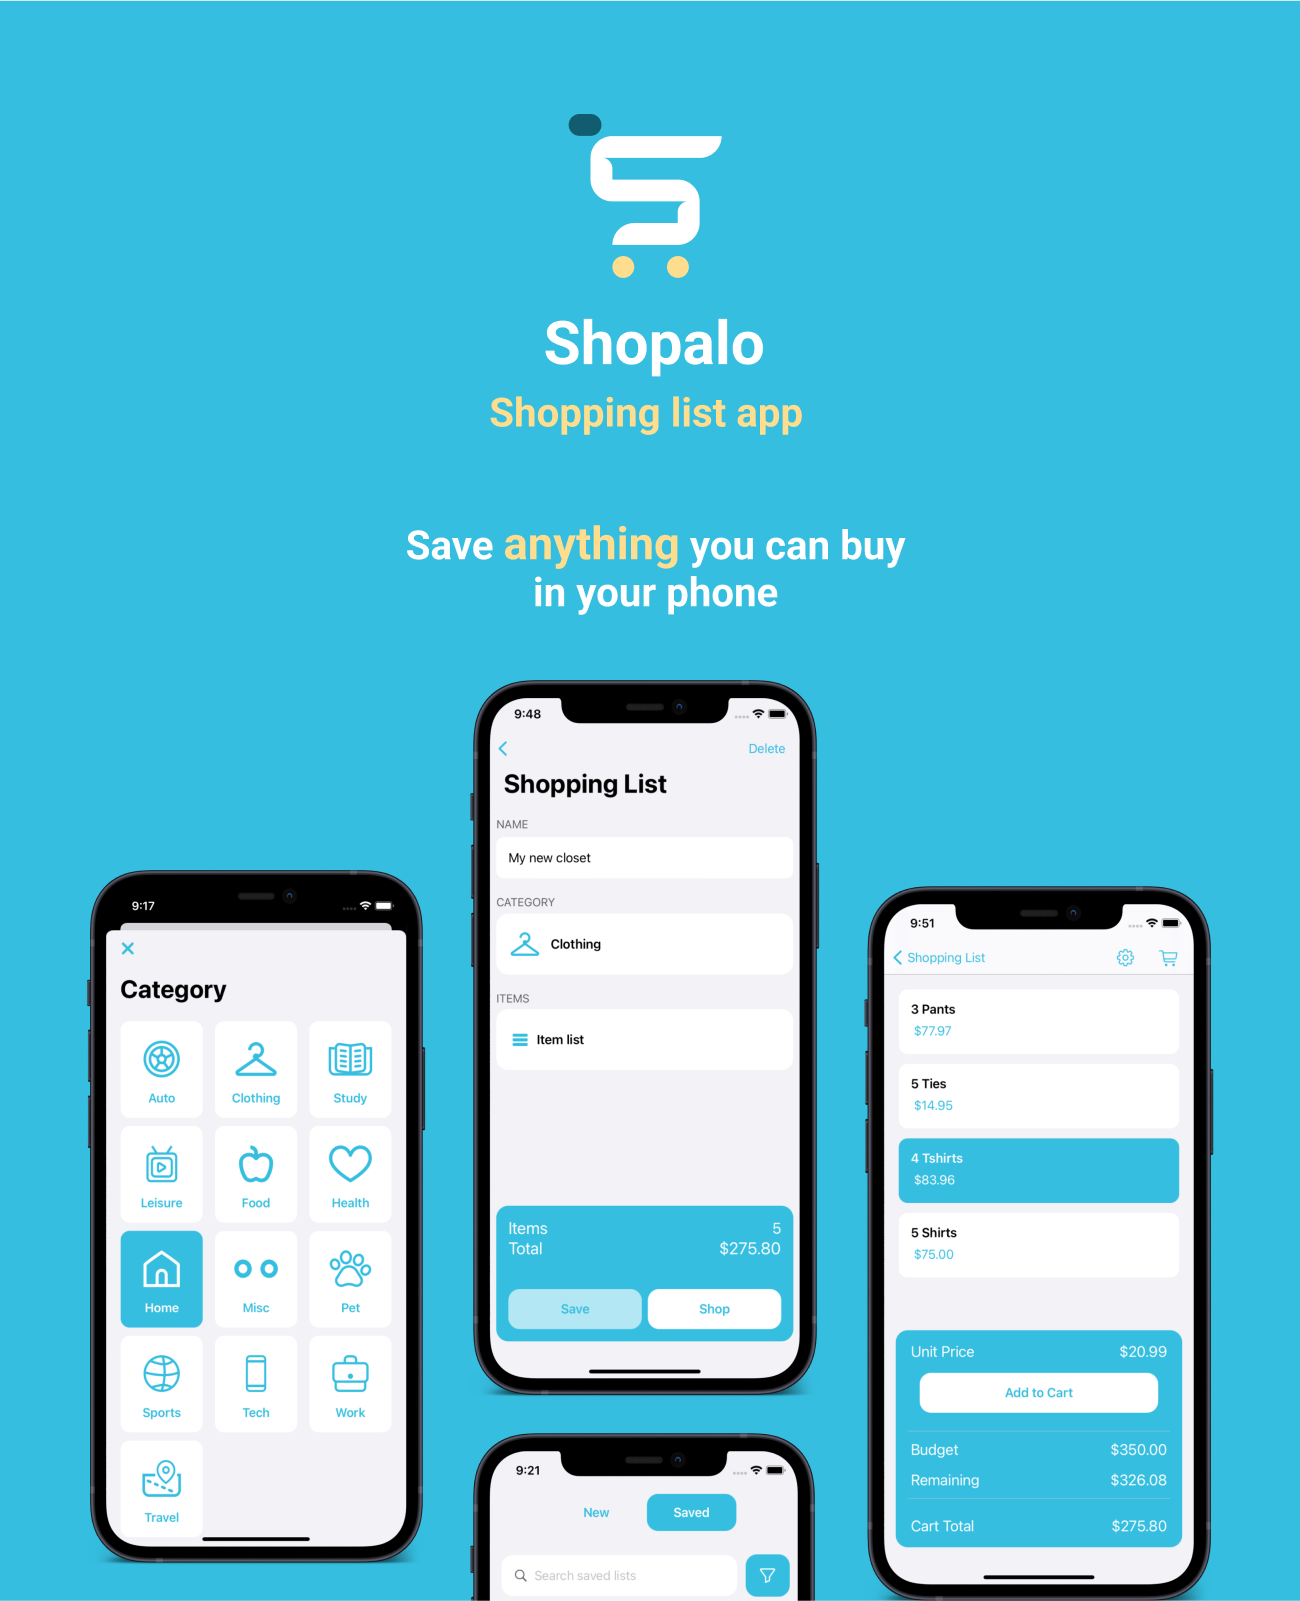 Shopalo
Shopping list app
Save anything you can buy
in your phone
9:48
Delete
Shopping List
NAME
My new closet
CATEGORY
Clothing
ITEMS
Item list
Items 5
Total $275.80
Save Shop
9:17
Category
Auto Clothing Study
Leisure Food Health
Home Misc Pet
Sports Tech Work
Travel
9:51
Shopping List
3 Pants
$77.97
5 Ties
$14.95
4 Tshirts
$83.96
5 Shirts
$75.00
Unit Price $20.99
Add to Cart
Budget $350.00
Remaining $326.08
Cart Total $275.80
9:21
New Saved
Search saved lists